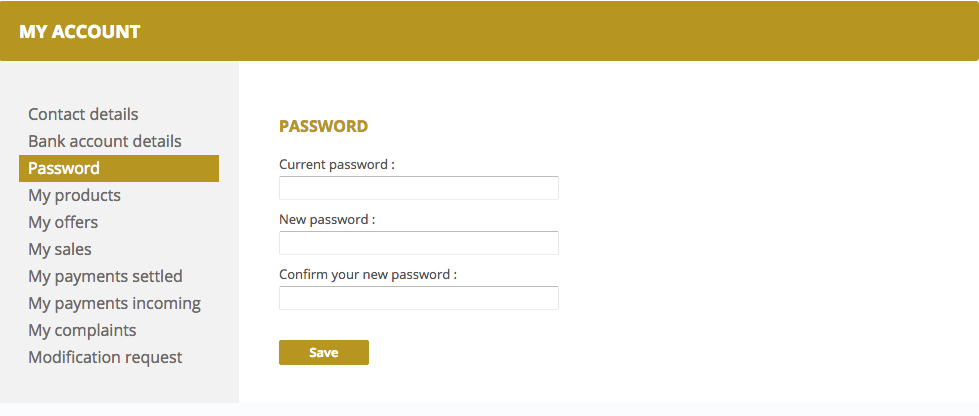 MY ACCOUNT
Contact details
Bank account details
Password
My products
My offers
My sales
My payments settled
My payments incoming
My complaints
Modification request
PASSWORD
Current password :
New password :
Confirm your new password :
Save